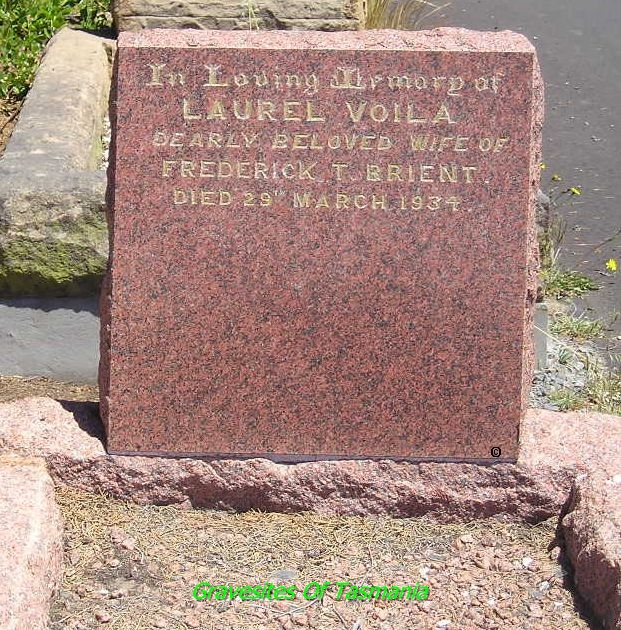 In Loving Memory of
LAUREL VOILA
DEARLY BELOVED WIFE OF
FREDERICK T. BRIENT.
DIED 29TH MARCH 1934.
Gravesites Of Tasmania